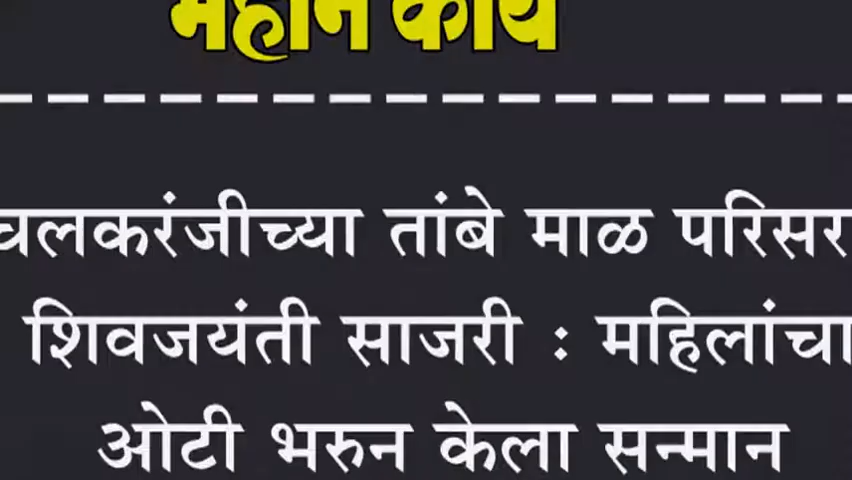 महान कार्य
चलकरंजीच्या तांबे माळ परिसर
शिवजयंती साजरी : महिलांचा
ओटी भरुन केला सन्मान